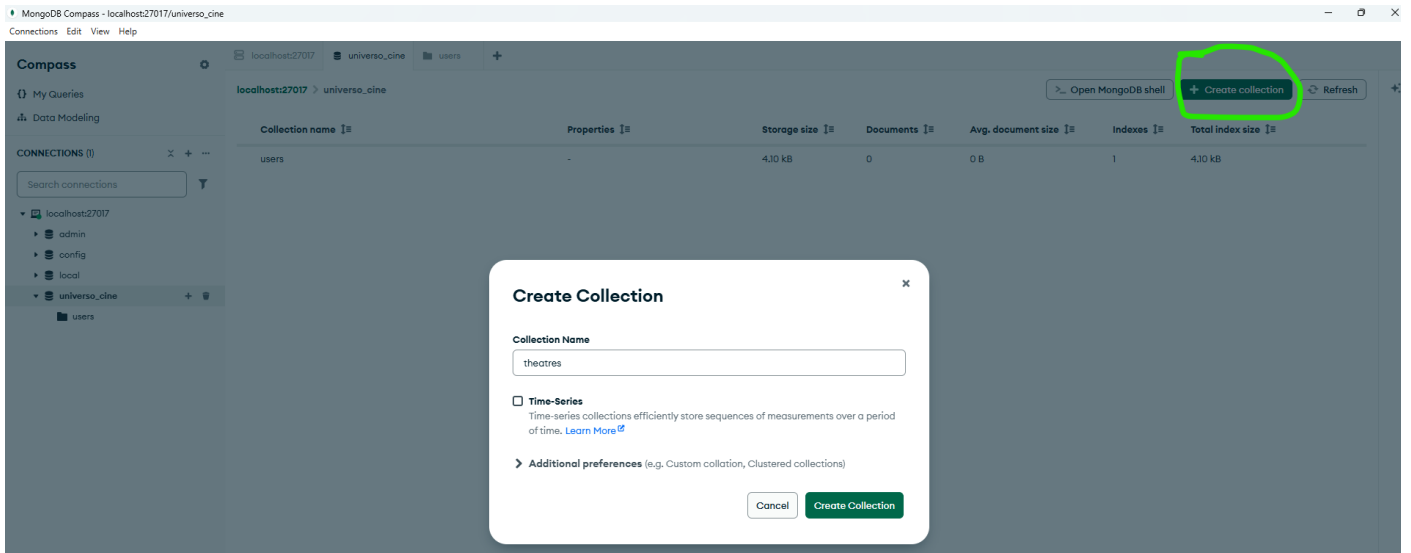 MongoDB Compass - localhost:27017/universo_cine
Connections Edit View Help
Compass
localhost:27017 universo_cine users +
{} My Queries
localhost:27017 > universo_cine
>_ Open MongoDB shell + Create collection Refresh
Data Modeling
Collection name Properties Storage size Documents Avg. document size Indexes Total index size
CONNECTIONS (1)
users - 4.10 kB 0 0 B 1 4.10 kB
Search connections
localhost:27017
admin
config
local
universo_cine
users
Create Collection
Collection Name
theatres
Time-Series
Time-series collections efficiently store sequences of measurements over a period
of time. Learn More
Additional preferences (e.g. Custom collation, Clustered collections)
Cancel Create Collection